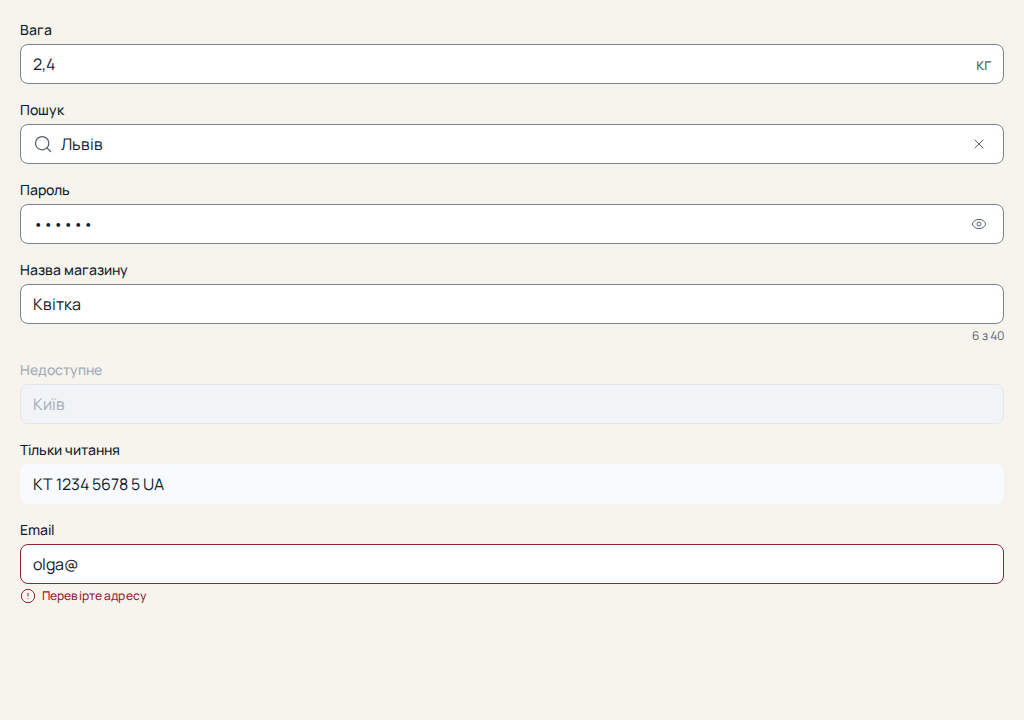 Вага
2,4 кг
Пошук
Львів
Пароль
••••••
Назва магазину
Квітка
6 з 40
Недоступне
Київ
Тільки читання
КТ 1234 5678 5 UA
Email
olga@
Перевірте адресу